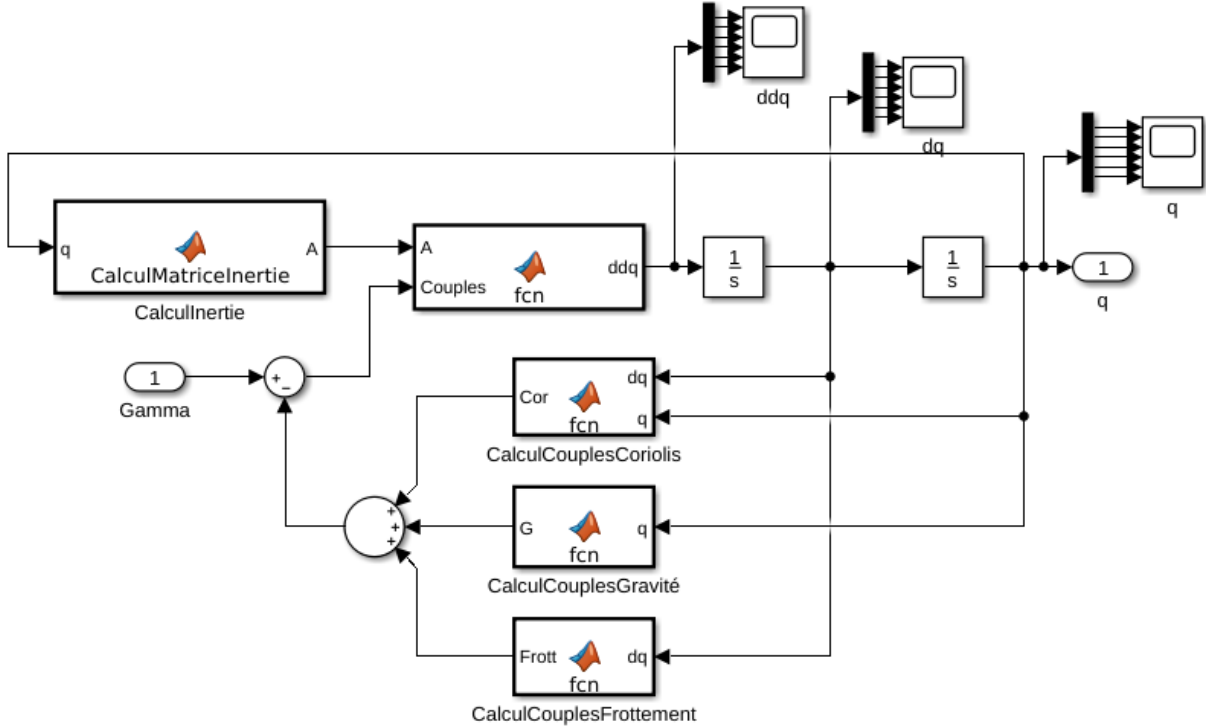 ddq
dq
q
q
A
CalculMatriceInertie
CalculInertie
A
Couples
ddq
fcn
1
s
1
s
1
q
1
Gamma
+
−
Cor
dq
q
fcn
CalculCouplesCoriolis
+
+
+
G
q
fcn
CalculCouplesGravité
Frott
dq
fcn
CalculCouplesFrottement